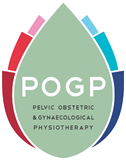 POGP
PELVIC OBSTETRIC
& GYNAECOLOGICAL
PHYSIOTHERAPY